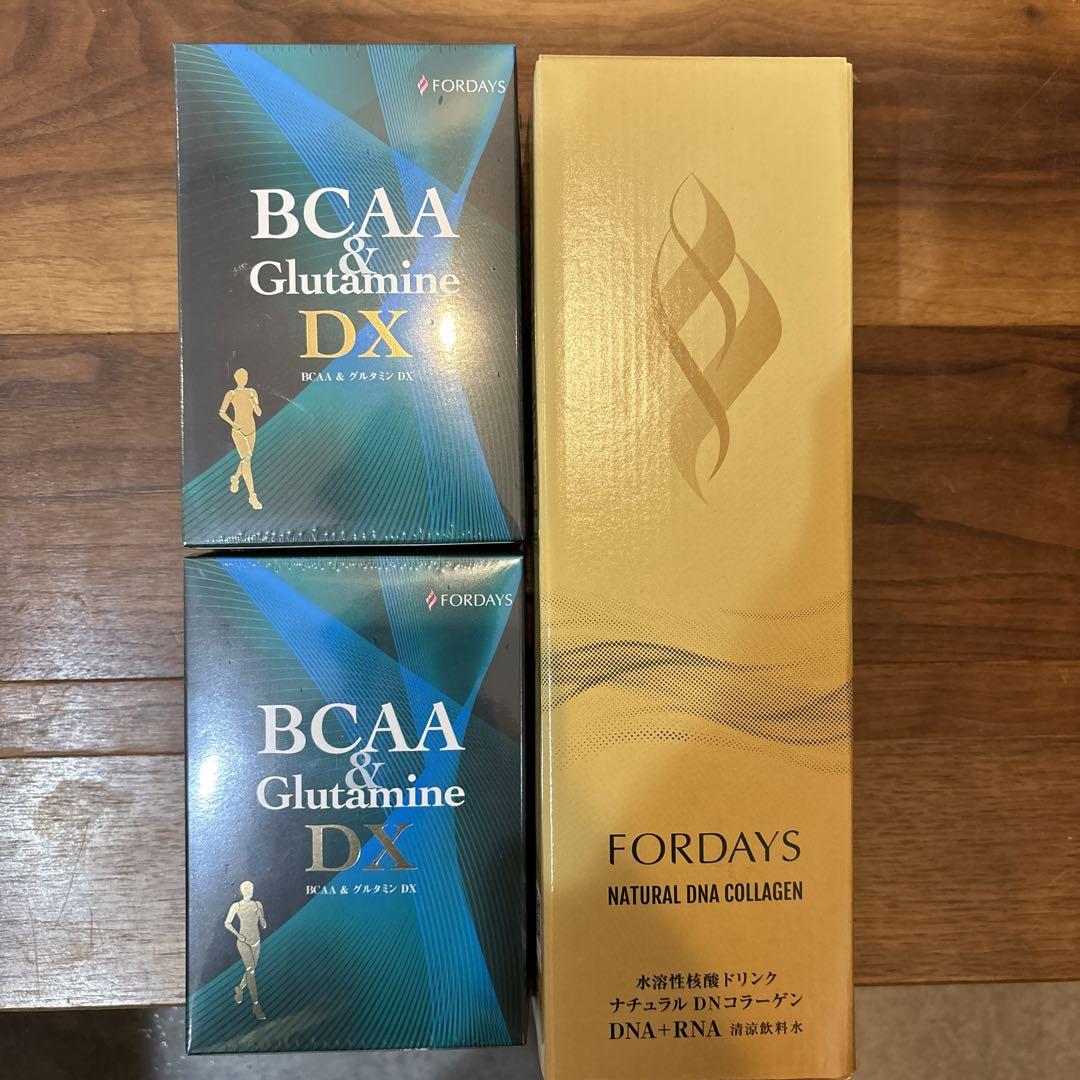 FORDAYS
BCAA
&
Glutamine
DX
BCAA & グルタミン DX
FORDAYS
BCAA
&
Glutamine
DX
BCAA & グルタミン DX
FORDAYS
NATURAL DNA COLLAGEN
水溶性核酸ドリンク
ナチュラル DNコラーゲン
DNA+RNA 清涼飲料水